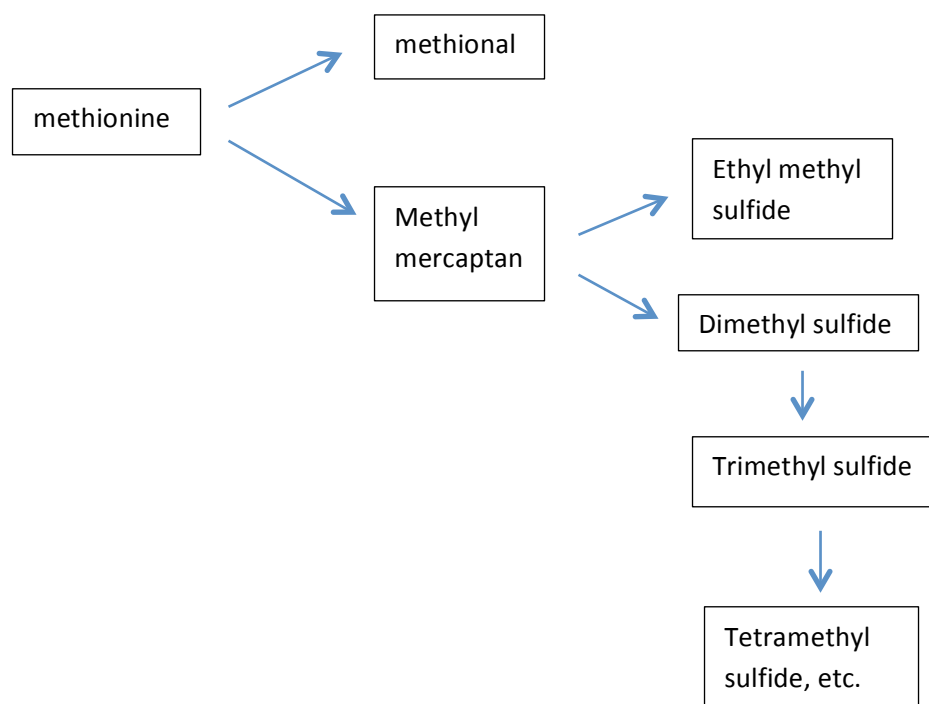 methional
methionine
Ethyl methyl
sulfide
Methyl
mercaptan
Dimethyl sulfide
Trimethyl sulfide
Tetramethyl
sulfide, etc.